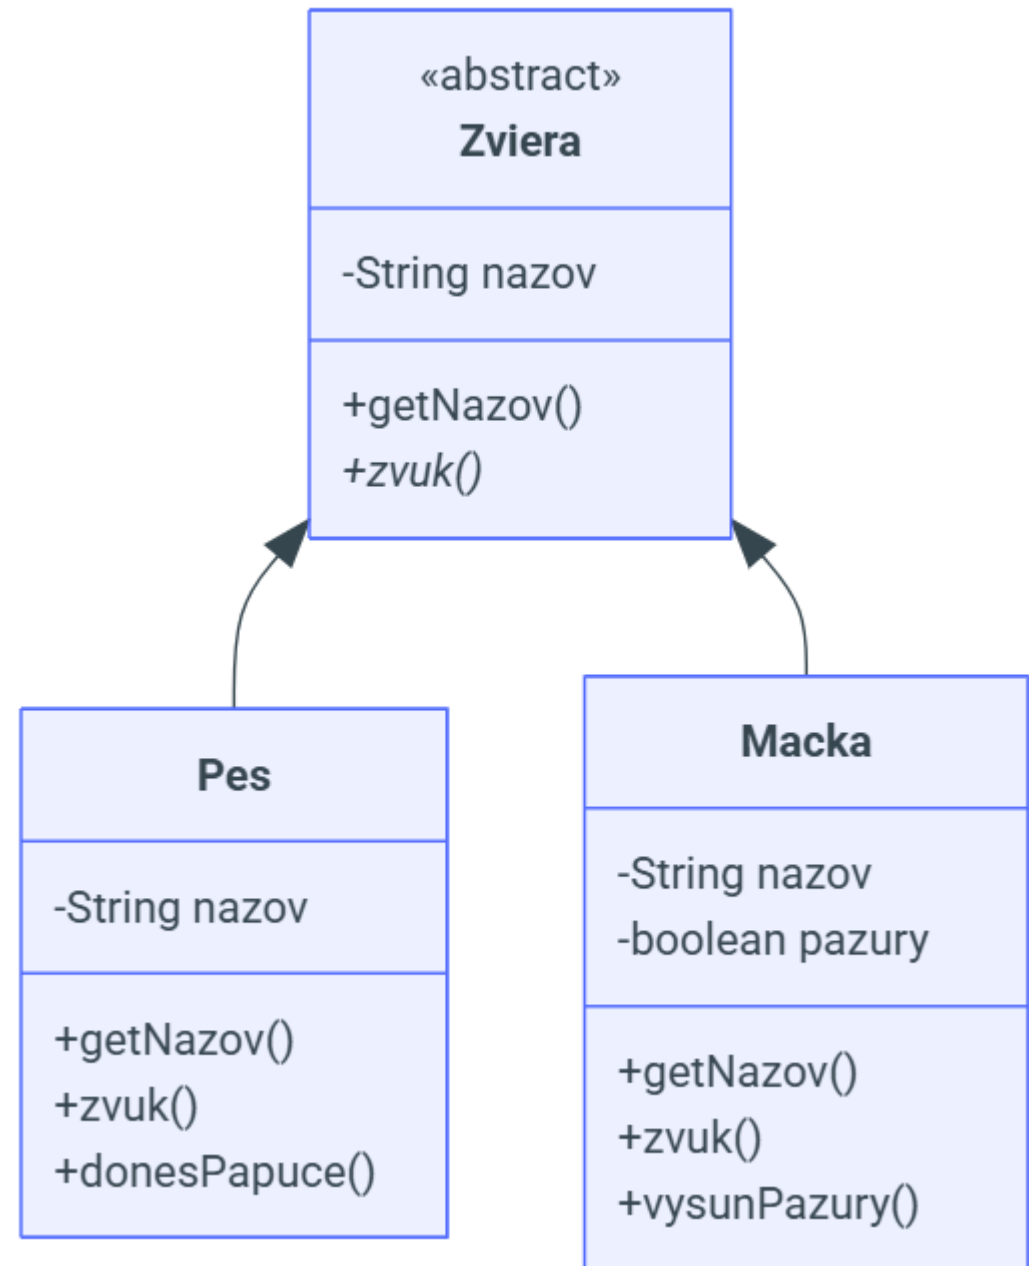 «abstract»
Zviera
-String nazov
+getNazov()
+zvuk()
Pes
-String nazov
+getNazov()
+zvuk()
+donesPapuce()
Macka
-String nazov
-boolean pazury
+getNazov()
+zvuk()
+vysunPazury()